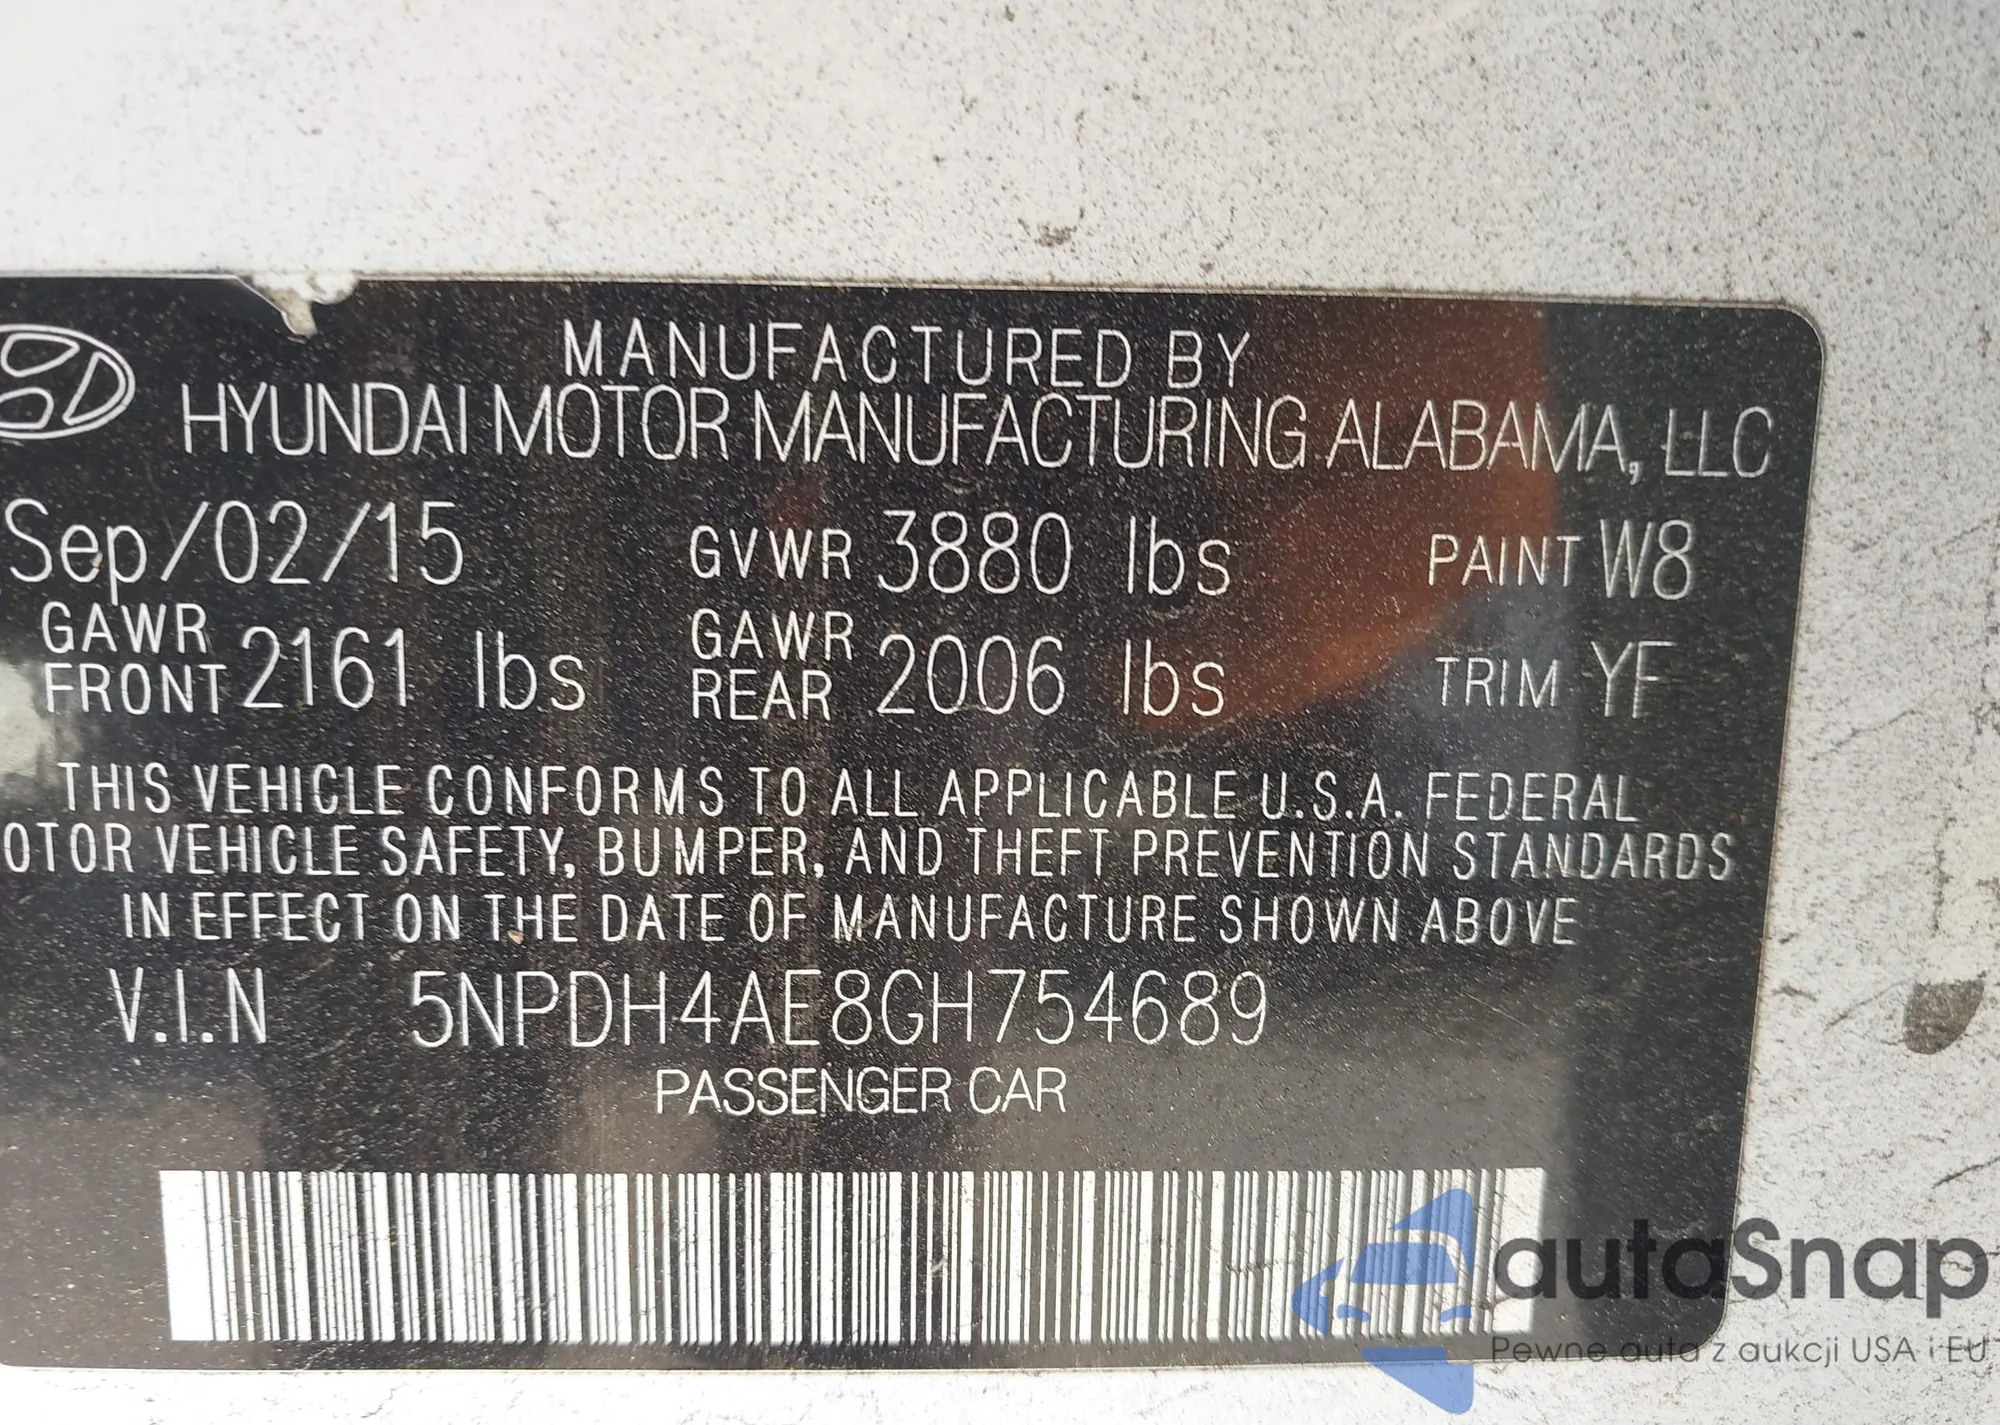 MANUFACTURED BY
HYUNDAI MOTOR MANUFACTURING ALABAMA, LLC
Sep/02/15 GVWR 3880 lbs PAINT W8
GAWR FRONT 2161 lbs GAWR REAR 2006 lbs TRIM YF
THIS VEHICLE CONFORMS TO ALL APPLICABLE U.S.A. FEDERAL
OTOR VEHICLE SAFETY, BUMPER, AND THEFT PREVENTION STANDARDS
IN EFFECT ON THE DATE OF MANUFACTURE SHOWN ABOVE
V.I.N 5NPDH4AE8GH754689
PASSENGER CAR
autaSnap
Pewne auta z aukcji USA i EU